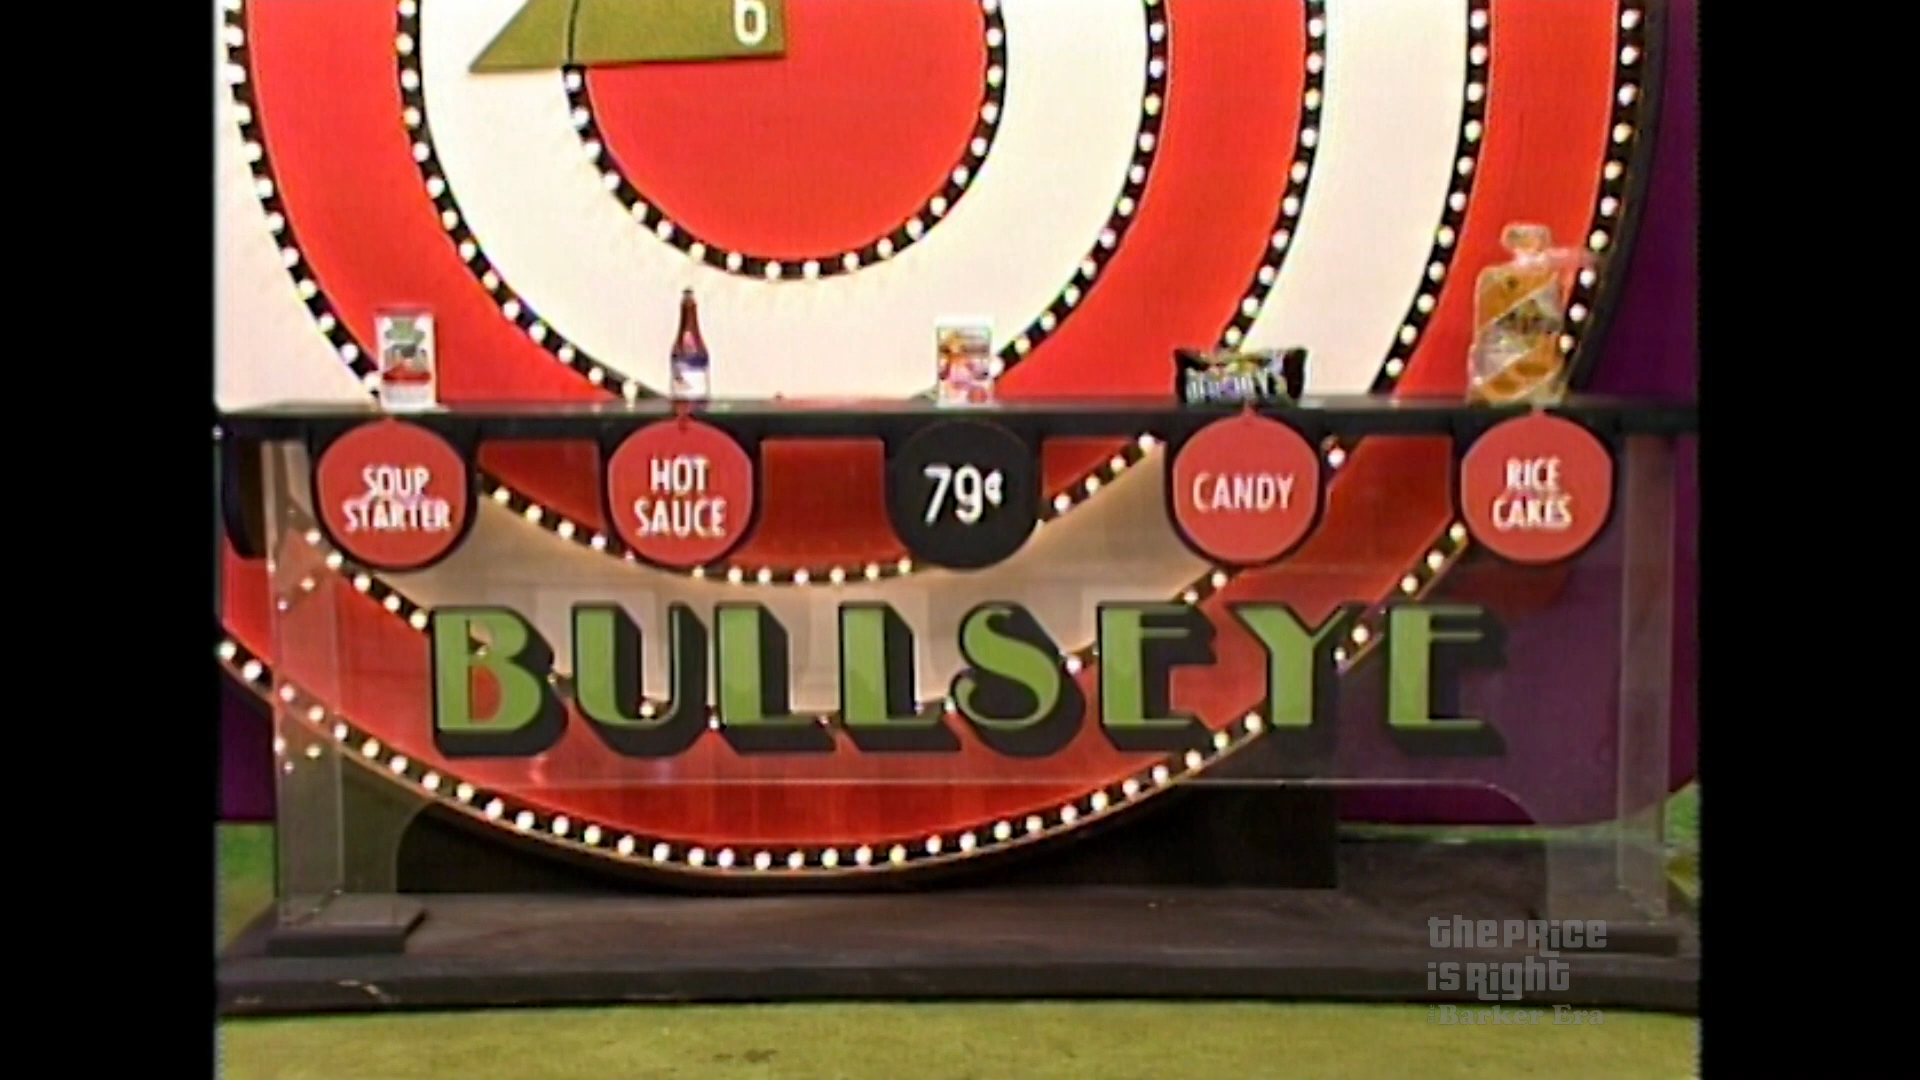 6
SOUP
STARTER
HOT
SAUCE
79¢
CANDY
RICE
CAKES
BULLSEYE
the PRice
is Right
THE Barker Era